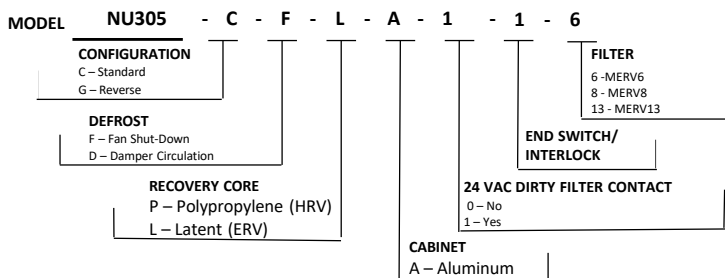 MODEL NU305 - C - F - L - A - 1 - 1 - 6
CONFIGURATION
C – Standard
G – Reverse
FILTER
6 -MERV6
8 - MERV8
13 - MERV13
DEFROST
F – Fan Shut-Down
D – Damper Circulation
END SWITCH/
INTERLOCK
RECOVERY CORE
P – Polypropylene (HRV)
L – Latent (ERV)
24 VAC DIRTY FILTER CONTACT
0 – No
1 – Yes
CABINET
A – Aluminum